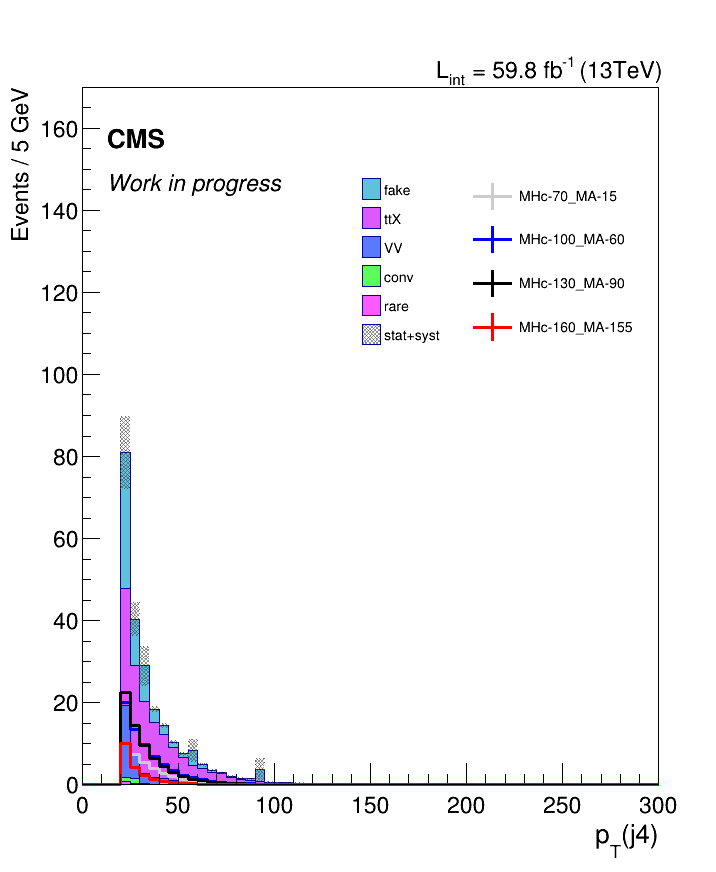 L_int = 59.8 fb^-1 (13TeV)
Events / 5 GeV
160
140
120
100
80
60
40
20
0
CMS
Work in progress
fake
ttX
VV
conv
rare
stat+syst
MHc-70_MA-15
MHc-100_MA-60
MHc-130_MA-90
MHc-160_MA-155
0 50 100 150 200 250 300
p_T(j4)